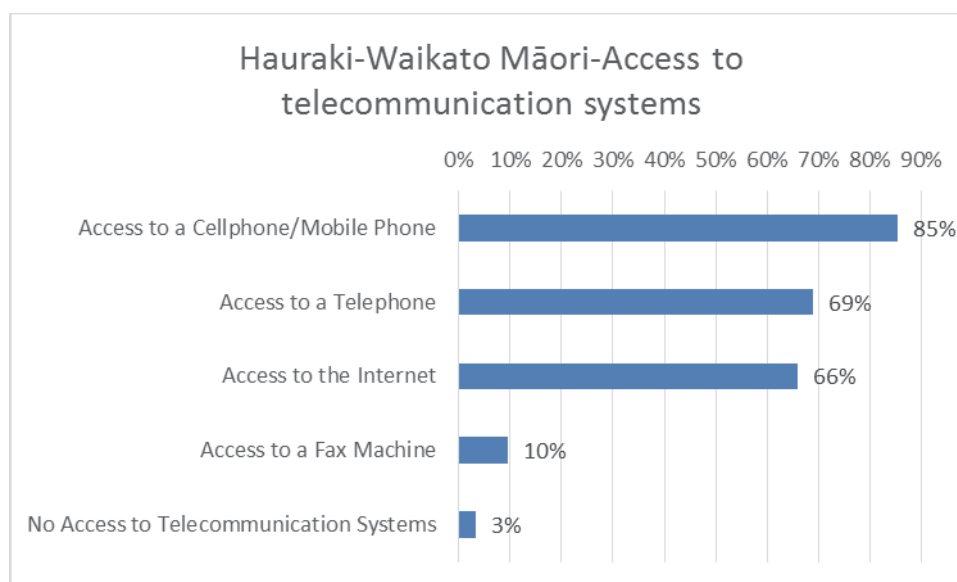 Hauraki-Waikato Māori-Access to
telecommunication systems
0% 10% 20% 30% 40% 50% 60% 70% 80% 90%
Access to a Cellphone/Mobile Phone 85%
Access to a Telephone 69%
Access to the Internet 66%
Access to a Fax Machine 10%
No Access to Telecommunication Systems 3%